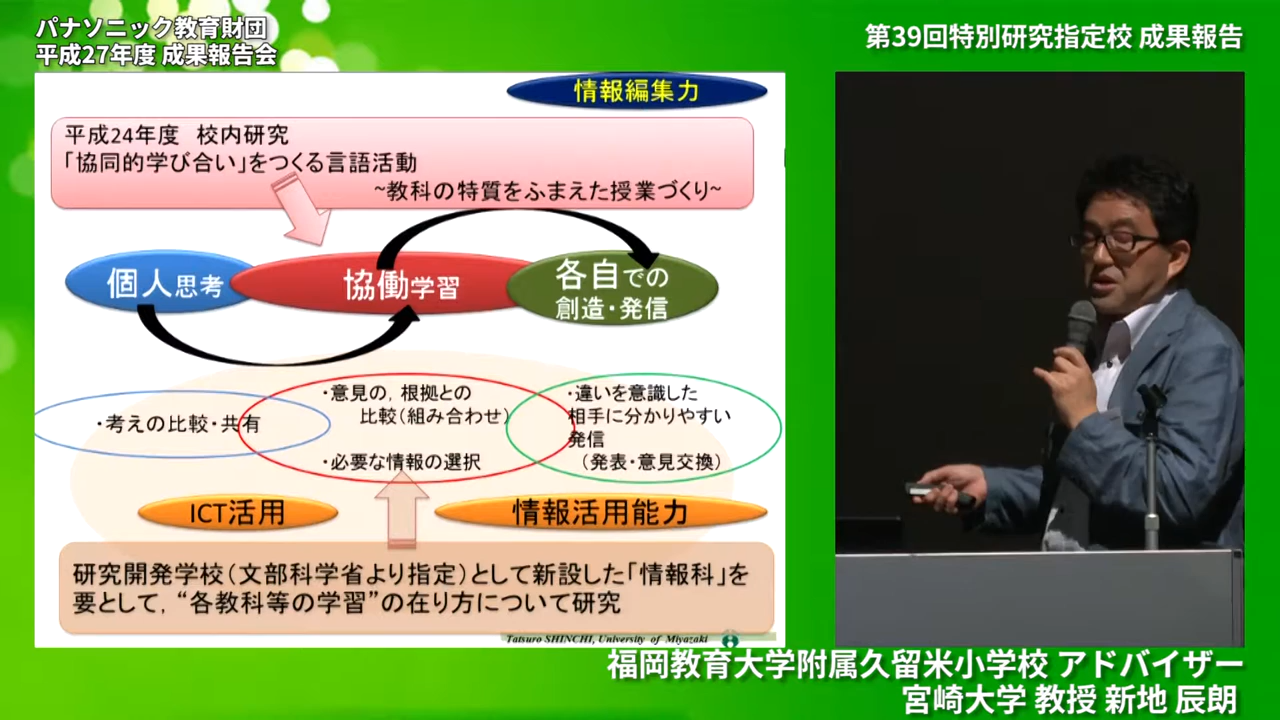 パナソニック教育財団
平成27年度 成果報告会
第39回特別研究指定校 成果報告
情報編集力
平成24年度 校内研究
「協同的学び合い」をつくる言語活動
~教科の特質をふまえた授業づくり~
個人思考
協働学習
各自での
創造・発信
・考えの比較・共有
・意見の，根拠との
比較（組み合わせ）
・必要な情報の選択
・違いを意識した
相手に分かりやすい
発信
（発表・意見交換）
ICT活用
情報活用能力
研究開発学校（文部科学省より指定）として新設した「情報科」を
要として，“各教科等の学習”の在り方について研究
Tatsuro SHINCHI, University of Miyazaki
福岡教育大学附属久留米小学校 アドバイザー
宮崎大学 教授 新地 辰朗